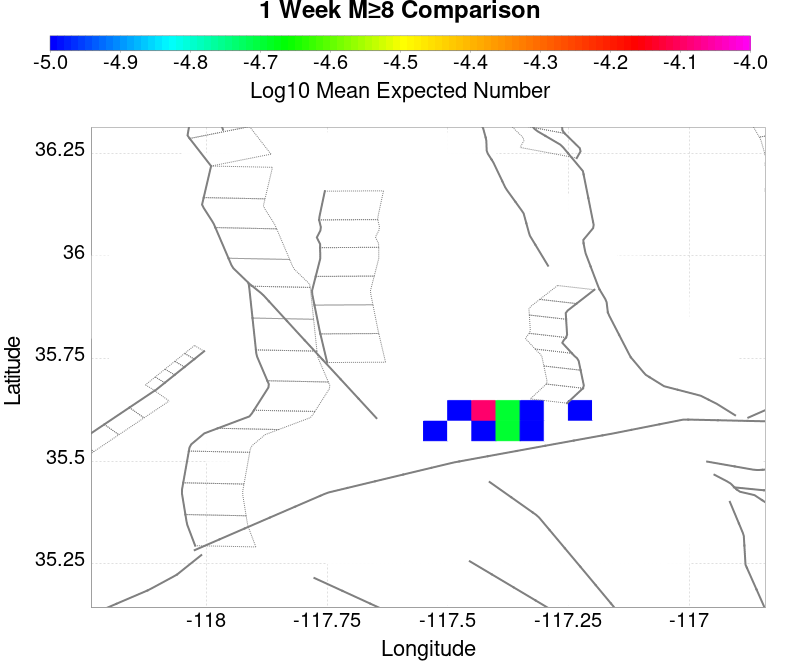 1 Week M≥8 Comparison
-5.0 -4.9 -4.8 -4.7 -4.6 -4.5 -4.4 -4.3 -4.2 -4.1 -4.0
Log10 Mean Expected Number
36.25
36
35.75
35.5
35.25
Latitude
-118 -117.75 -117.5 -117.25 -117
Longitude